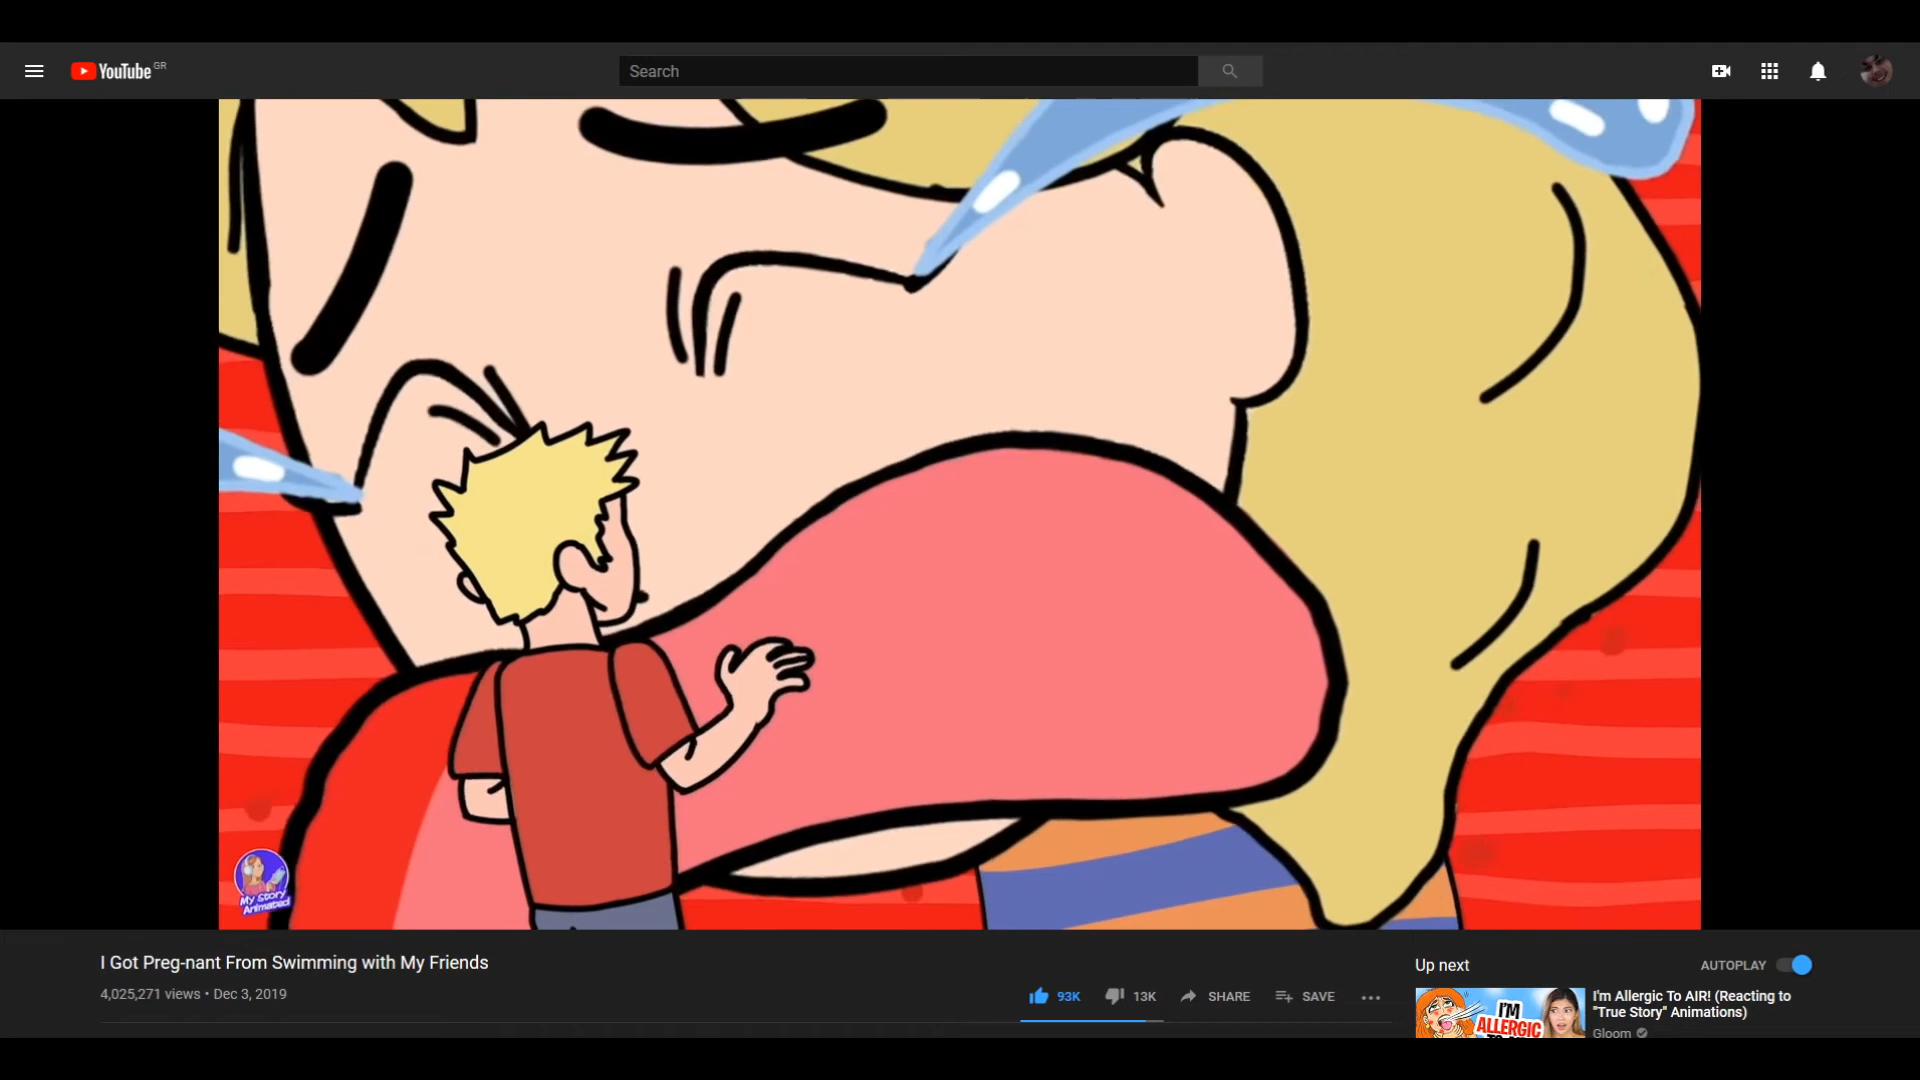 YouTube GR
Search
My Story
Animated
I Got Preg-nant From Swimming with My Friends
4,025,271 views • Dec 3, 2019
93K
13K
SHARE
SAVE
Up next
AUTOPLAY
I'M
ALLERGIC
I'm Allergic To AIR! (Reacting to
"True Story" Animations)
Gloom